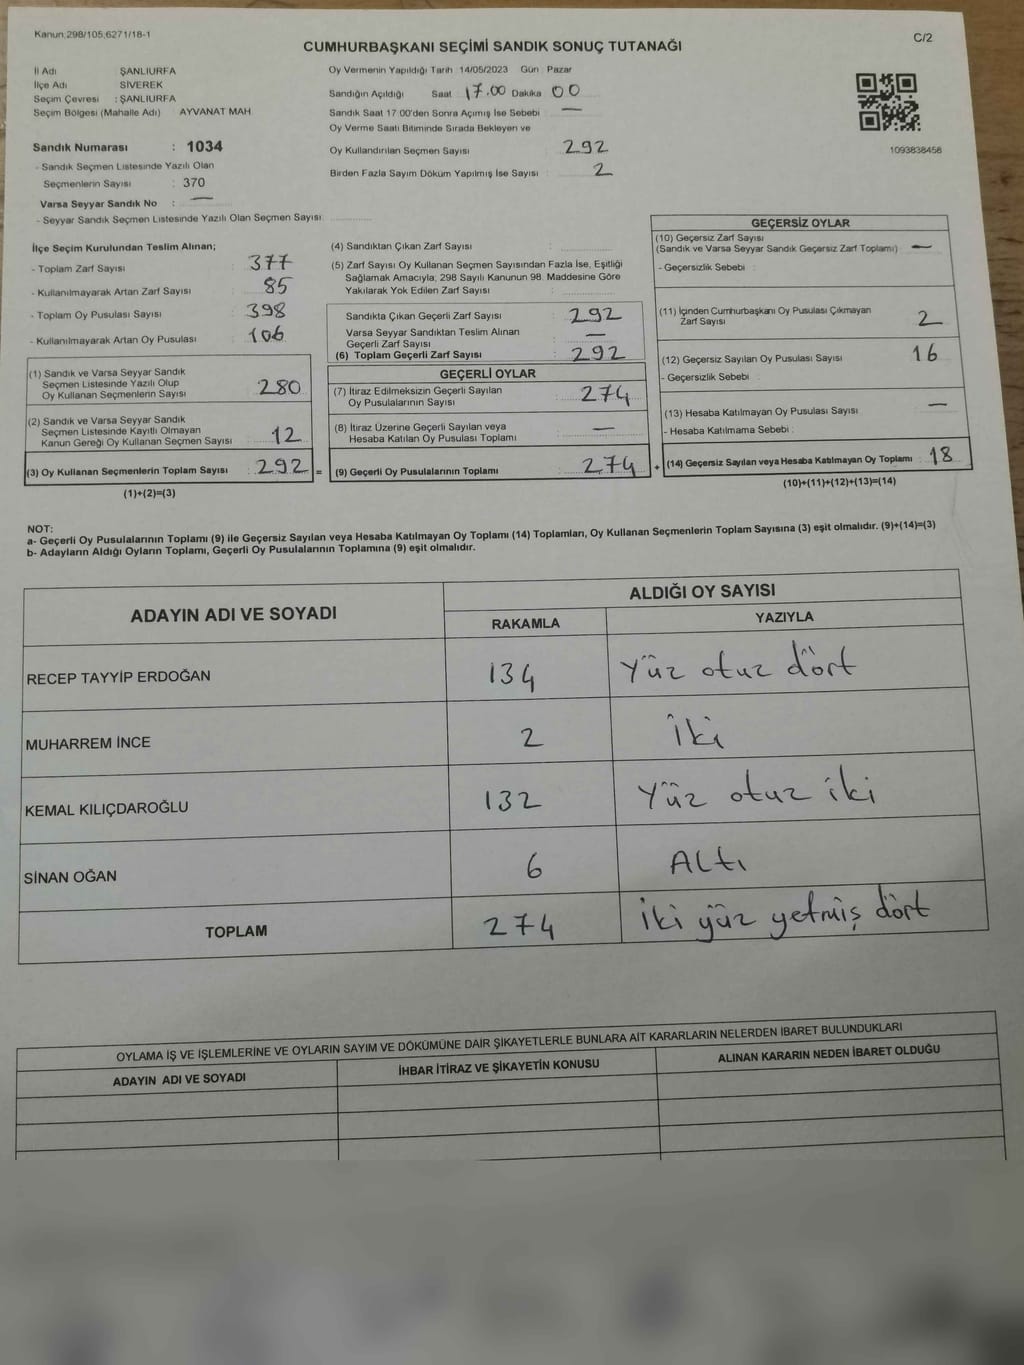 Kanun;298/105;6271/18-1
C/2
CUMHURBAŞKANI SEÇİMİ SANDIK SONUÇ TUTANAĞI
İl Adı ŞANLIURFA
İlçe Adı SİVEREK
Seçim Çevresi : ŞANLIURFA
Seçim Bölgesi (Mahalle Adı) AYVANAT MAH.
Sandık Numarası : 1034
- Sandık Seçmen Listesinde Yazılı Olan
Seçmenlerin Sayısı : 370
Varsa Seyyar Sandık No : —
- Seyyar Sandık Seçmen Listesinde Yazılı Olan Seçmen Sayısı
Oy Vermenin Yapıldığı Tarih :14/05/2023 Gün : Pazar
Sandığın Açıldığı Saat 17.00 Dakika 00
Sandık Saat 17:00'den Sonra Açımış İse Sebebi : —
Oy Verme Saati Bitiminde Sırada Bekleyen ve
Oy Kullandırılan Seçmen Sayısı 292
Birden Fazla Sayım Döküm Yapılmış İse Sayısı : 2
1093838458
İlçe Seçim Kurulundan Teslim Alınan;
- Toplam Zarf Sayısı : 377
- Kullanılmayarak Artan Zarf Sayısı : 85
- Toplam Oy Pusulası Sayısı : 398
- Kullanılmayarak Artan Oy Pusulası : 106
(1) Sandık ve Varsa Seyyar Sandık
Seçmen Listesinde Yazılı Olup
Oy Kullanan Seçmenlerin Sayısı : 280
(2) Sandık ve Varsa Seyyar Sandık
Seçmen Listesinde Kayıtlı Olmayan
Kanun Gereği Oy Kullanan Seçmen Sayısı : 12
(3) Oy Kullanan Seçmenlerin Toplam Sayısı : 292 =
(1)+(2)=(3)
(4) Sandıktan Çıkan Zarf Sayısı :
(5) Zarf Sayısı Oy Kullanan Seçmen Sayısından Fazla İse, Eşitliği
Sağlamak Amacıyla; 298 Sayılı Kanunun 98. Maddesine Göre
Yakılarak Yok Edilen Zarf Sayısı :
Sandıkta Çıkan Geçerli Zarf Sayısı : 292
Varsa Seyyar Sandıktan Teslim Alınan
Geçerli Zarf Sayısı : —
(6) Toplam Geçerli Zarf Sayısı : 292
GEÇERLİ OYLAR
(7) İtiraz Edilmeksizin Geçerli Sayılan
Oy Pusulalarının Sayısı : 274
(8) İtiraz Üzerine Geçerli Sayılan veya
Hesaba Katılan Oy Pusulası Toplamı : —
(9) Geçerli Oy Pusulalarının Toplamı : 274 +
GEÇERSİZ OYLAR
(10) Geçersiz Zarf Sayısı
(Sandık ve Varsa Seyyar Sandık Geçersiz Zarf Toplamı) : —
- Geçersizlik Sebebi :
(11) İçinden Cumhurbaşkanı Oy Pusulası Çıkmayan
Zarf Sayısı 2
(12) Geçersiz Sayılan Oy Pusulası Sayısı 16
- Geçersizlik Sebebi :
(13) Hesaba Katılmayan Oy Pusulası Sayısı : —
- Hesaba Katılmama Sebebi :
(14) Geçersiz Sayılan veya Hesaba Katılmayan Oy Toplamı : 18
(10)+(11)+(12)+(13)=(14)
NOT:
a- Geçerli Oy Pusulalarının Toplamı (9) ile Geçersiz Sayılan veya Hesaba Katılmayan Oy Toplamı (14) Toplamları, Oy Kullanan Seçmenlerin Toplam Sayısına (3) eşit olmalıdır. (9)+(14)=(3)
b- Adayların Aldığı Oyların Toplamı, Geçerli Oy Pusulalarının Toplamına (9) eşit olmalıdır.
ADAYIN ADI VE SOYADI
ALDIĞI OY SAYISI
RAKAMLA YAZIYLA
RECEP TAYYİP ERDOĞAN 134 Yüz otuz dört
MUHARREM İNCE 2 İki
KEMAL KILIÇDAROĞLU 132 Yüz otuz iki
SİNAN OĞAN 6 Altı
TOPLAM 274 İki yüz yetmiş dört
OYLAMA İŞ VE İŞLEMLERİNE VE OYLARIN SAYIM VE DÖKÜMÜNE DAİR ŞİKAYETLERLE BUNLARA AİT KARARLARIN NELERDEN İBARET BULUNDUKLARI
ADAYIN ADI VE SOYADI İHBAR İTİRAZ VE ŞİKAYETİN KONUSU ALINAN KARARIN NEDEN İBARET OLDUĞU